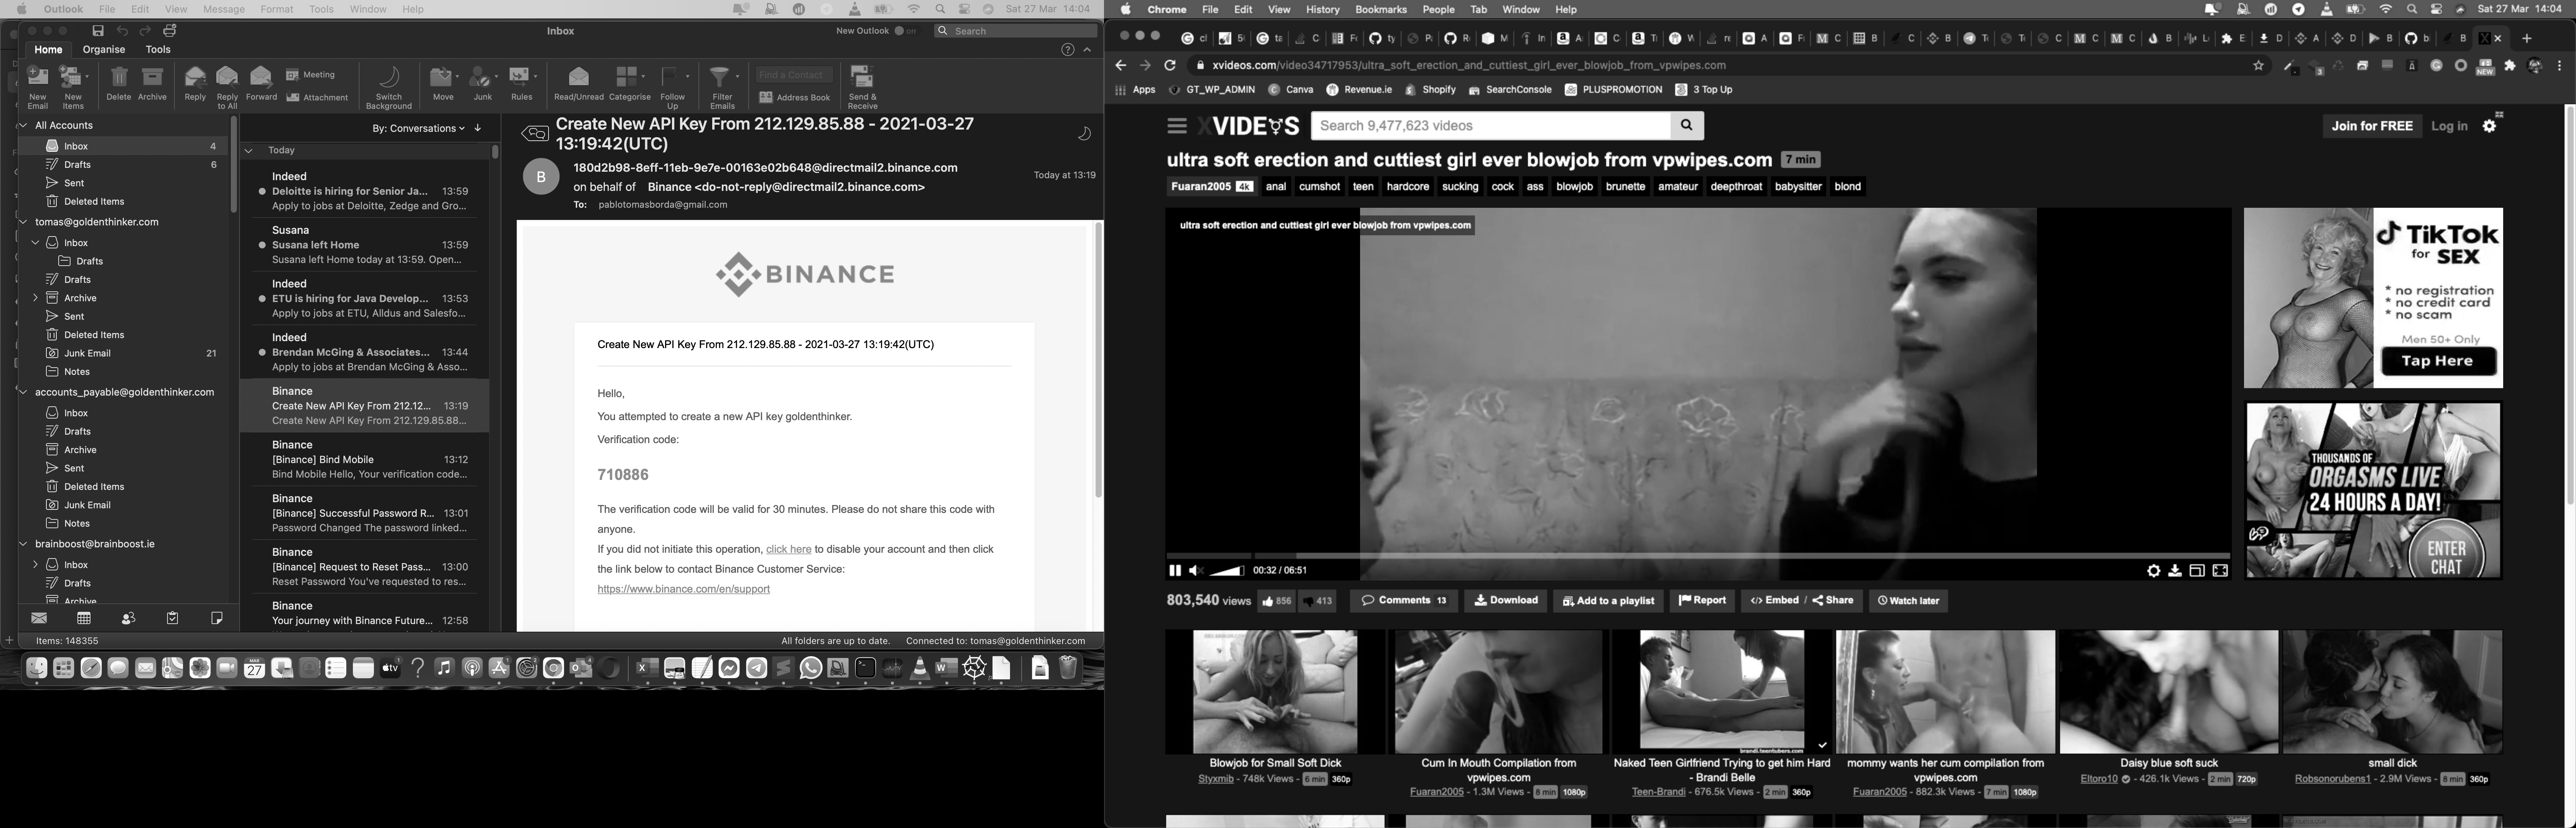 Outlook File Edit View Message Format Tools Window Help
Sat 27 Mar 14:04
Inbox
New Outlook
Search
Home Organise Tools
New Email
New Items
Delete
Archive
Reply
Reply to All
Forward
Meeting
Attachment
Switch Background
Move
Junk
Rules
Read/Unread
Categorise
Follow Up
Filter Emails
Find a Contact
Address Book
Send & Receive
All Accounts
Inbox 4
Drafts 6
Sent
Deleted Items
tomas@goldenthinker.com
Inbox
Drafts
Drafts
Archive
Sent
Deleted Items
Junk Email 21
Notes
accounts_payable@goldenthinker.com
Inbox
Drafts
Archive
Sent
Deleted Items
Junk Email
Notes
brainboost@brainboost.ie
Inbox
Drafts
Archive
Items: 148355
By: Conversations
Today
Indeed
Deloitte is hiring for Senior Ja... 13:59
Apply to jobs at Deloitte, Zedge and Gro...
Susana
Susana left Home 13:59
Susana left Home today at 13:59. Open...
Indeed
ETU is hiring for Java Develop... 13:53
Apply to jobs at ETU, Alldus and Salesfo...
Indeed
Brendan McGing & Associates... 13:44
Apply to jobs at Brendan McGing & Asso...
Binance
Create New API Key From 212.12... 13:19
Create New API Key From 212.129.85.88...
Binance
[Binance] Bind Mobile 13:12
Bind Mobile Hello, Your verification code...
Binance
[Binance] Successful Password R... 13:01
Password Changed The password linked...
Binance
[Binance] Request to Reset Pass... 13:00
Reset Password You've requested to res...
Binance
Your journey with Binance Future... 12:58
Create New API Key From 212.129.85.88 - 2021-03-27
13:19:42(UTC)
B
180d2b98-8eff-11eb-9e7e-00163e02b648@directmail2.binance.com
on behalf of Binance <do-not-reply@directmail2.binance.com>
Today at 13:19
To: pablotomasborda@gmail.com
BINANCE
Create New API Key From 212.129.85.88 - 2021-03-27 13:19:42(UTC)
Hello,
You attempted to create a new API key goldenthinker.
Verification code:
710886
The verification code will be valid for 30 minutes. Please do not share this code with
anyone.
If you did not initiate this operation, click here to disable your account and then click
the link below to contact Binance Customer Service:
https://www.binance.com/en/support
All folders are up to date. Connected to: tomas@goldenthinker.com
Chrome File Edit View History Bookmarks People Tab Window Help
Sat 27 Mar 14:04
xvideos.com/video34717953/ultra_soft_erection_and_cuttiest_girl_ever_blowjob_from_vpwipes.com
NEW
Apps GT_WP_ADMIN Canva Revenue.ie Shopify SearchConsole PLUSPROMOTION 3 Top Up
XVIDEOS
Search 9,477,623 videos
Join for FREE Log in
ultra soft erection and cuttiest girl ever blowjob from vpwipes.com 7 min
Fuaran2005 4k anal cumshot teen hardcore sucking cock ass blowjob brunette amateur deepthroat babysitter blond
ultra soft erection and cuttiest girl ever blowjob from vpwipes.com
00:32 / 06:51
TikTok
for SEX
* no registration
* no credit card
* no scam
Men 50+ Only
Tap Here
THOUSANDS OF
ORGASMS LIVE
24 HOURS A DAY!
ENTER
CHAT
803,540 views 856 413 Comments 13 Download Add to a playlist Report Embed / Share Watch later
Blowjob for Small Soft Dick
Styxmib - 748k Views - 6 min 360p
Cum In Mouth Compilation from
vpwipes.com
Fuaran2005 - 1.3M Views - 8 min 1080p
brandi.teentubers.com
Naked Teen Girlfriend Trying to get him Hard
- Brandi Belle
Teen-Brandi - 676.5k Views - 2 min 360p
mommy wants her cum compilation from
vpwipes.com
Fuaran2005 - 882.3k Views - 7 min 1080p
Daisy blue soft suck
Eltoro10 - 426.1k Views - 2 min 720p
small dick
Robsonorubens1 - 2.9M Views - 8 min 360p